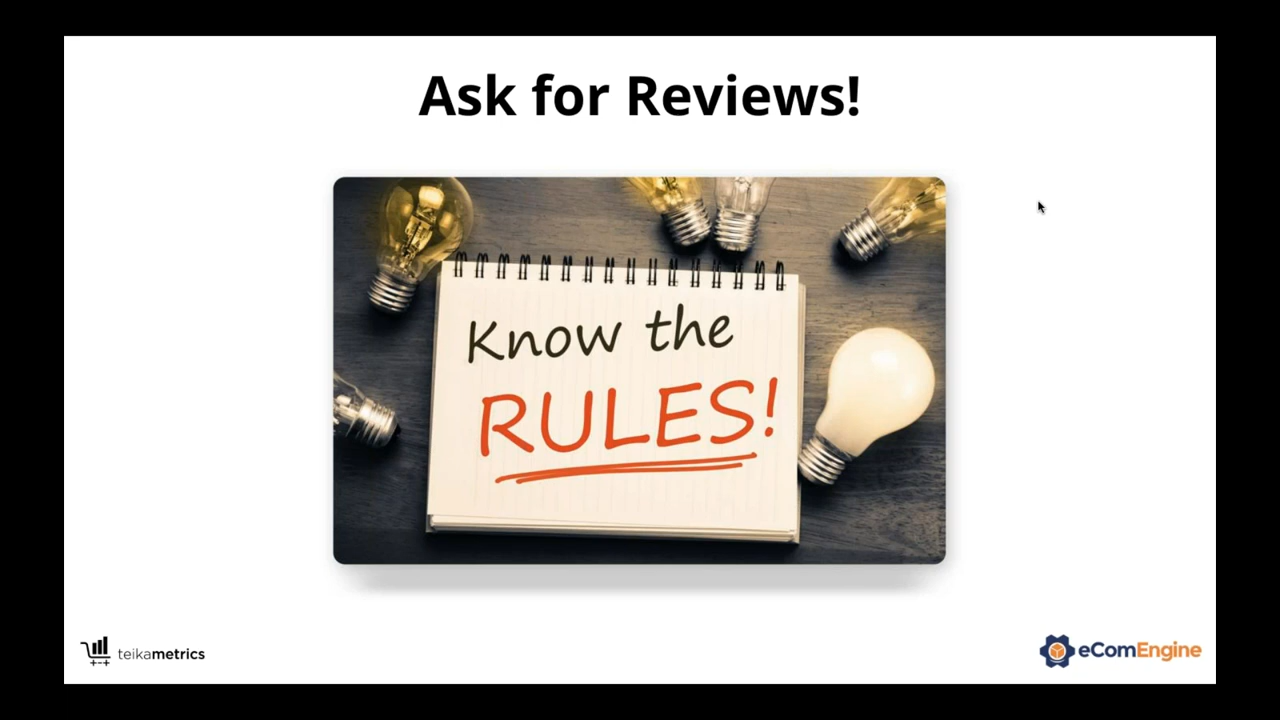 Ask for Reviews!
Know the
RULES!
teikametrics
eComEngine